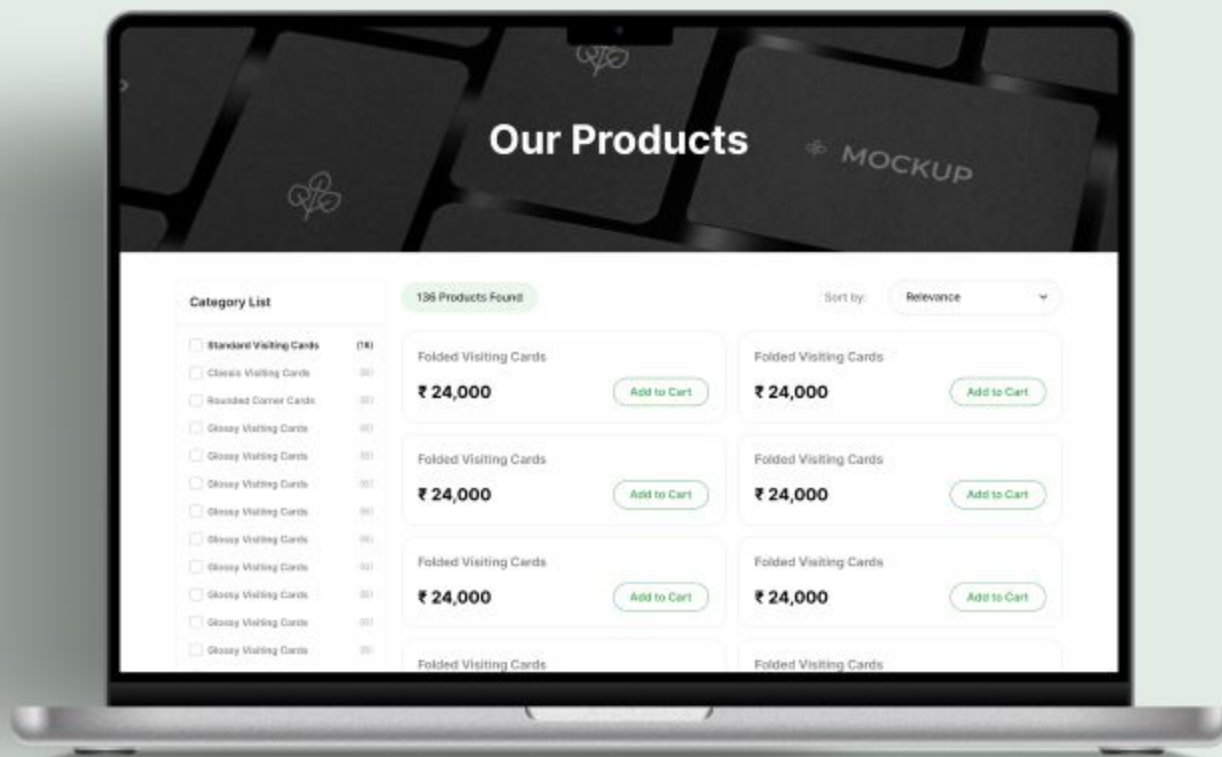 Our Products
MOCKUP
Category List
Standard Visiting Cards
Classic Visiting Cards
Rounded Corner Cards
Glossy Visiting Cards
Glossy Visiting Cards
Glossy Visiting Cards
Glossy Visiting Cards
Glossy Visiting Cards
Glossy Visiting Cards
Glossy Visiting Cards
Glossy Visiting Cards
Glossy Visiting Cards
136 Products Found
Sort by:
Relevance
Folded Visiting Cards
₹ 24,000
Add to Cart
Folded Visiting Cards
₹ 24,000
Add to Cart
Folded Visiting Cards
₹ 24,000
Add to Cart
Folded Visiting Cards
₹ 24,000
Add to Cart
Folded Visiting Cards
₹ 24,000
Add to Cart
Folded Visiting Cards
₹ 24,000
Add to Cart
Folded Visiting Cards
Folded Visiting Cards